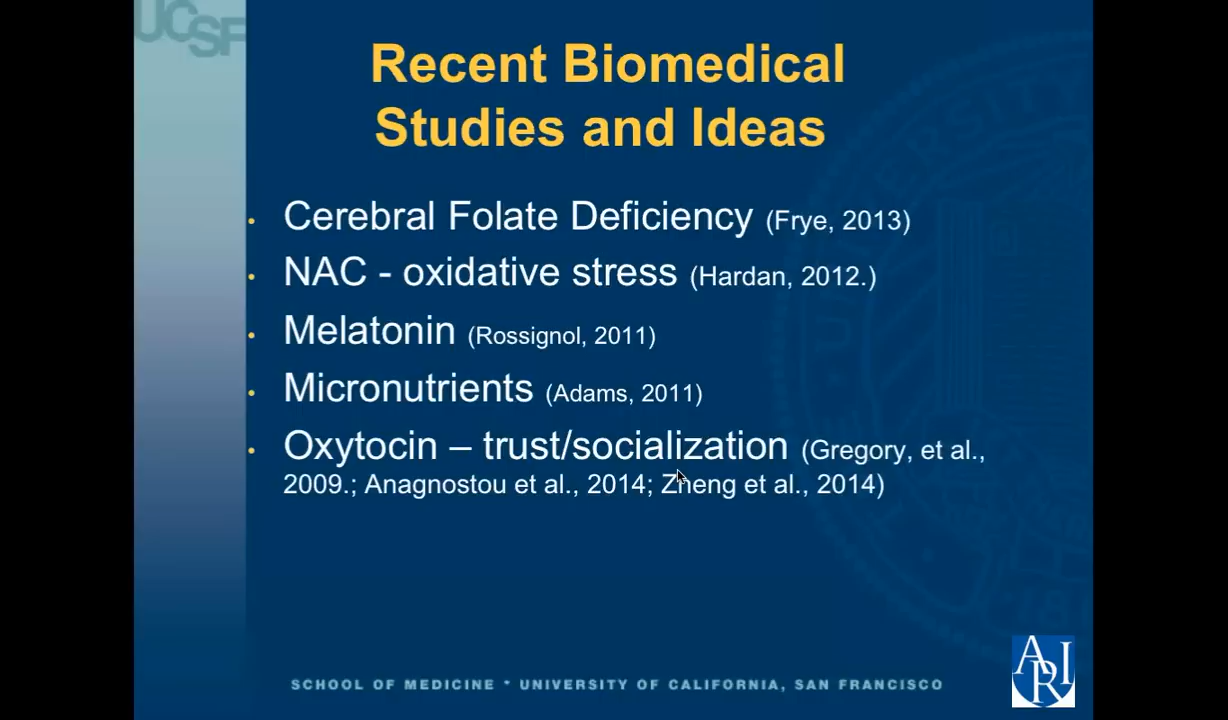 UCSF
Recent Biomedical
Studies and Ideas
• Cerebral Folate Deficiency (Frye, 2013)
• NAC - oxidative stress (Hardan, 2012.)
• Melatonin (Rossignol, 2011)
• Micronutrients (Adams, 2011)
• Oxytocin – trust/socialization (Gregory, et al.,
2009.; Anagnostou et al., 2014; Zheng et al., 2014)
SCHOOL OF MEDICINE * UNIVERSITY OF CALIFORNIA, SAN FRANCISCO
ARI